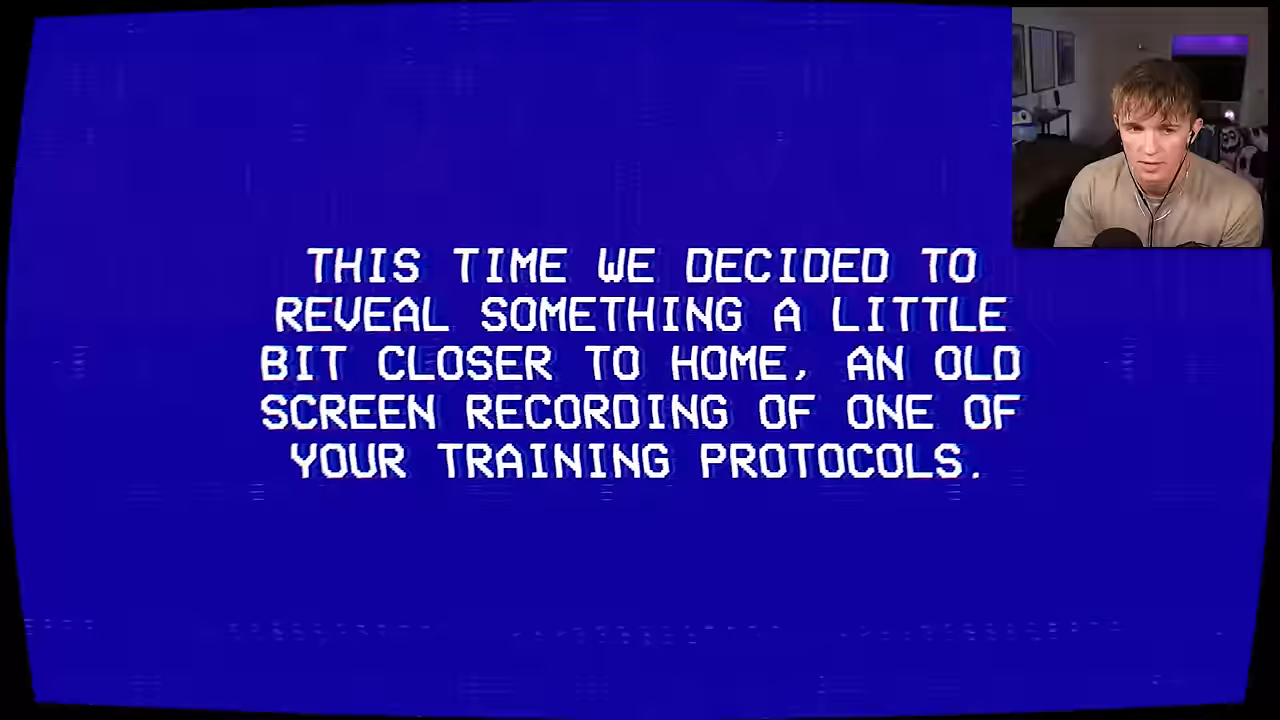 THIS TIME WE DECIDED TO
REVEAL SOMETHING A LITTLE
BIT CLOSER TO HOME, AN OLD
SCREEN RECORDING OF ONE OF
YOUR TRAINING PROTOCOLS.